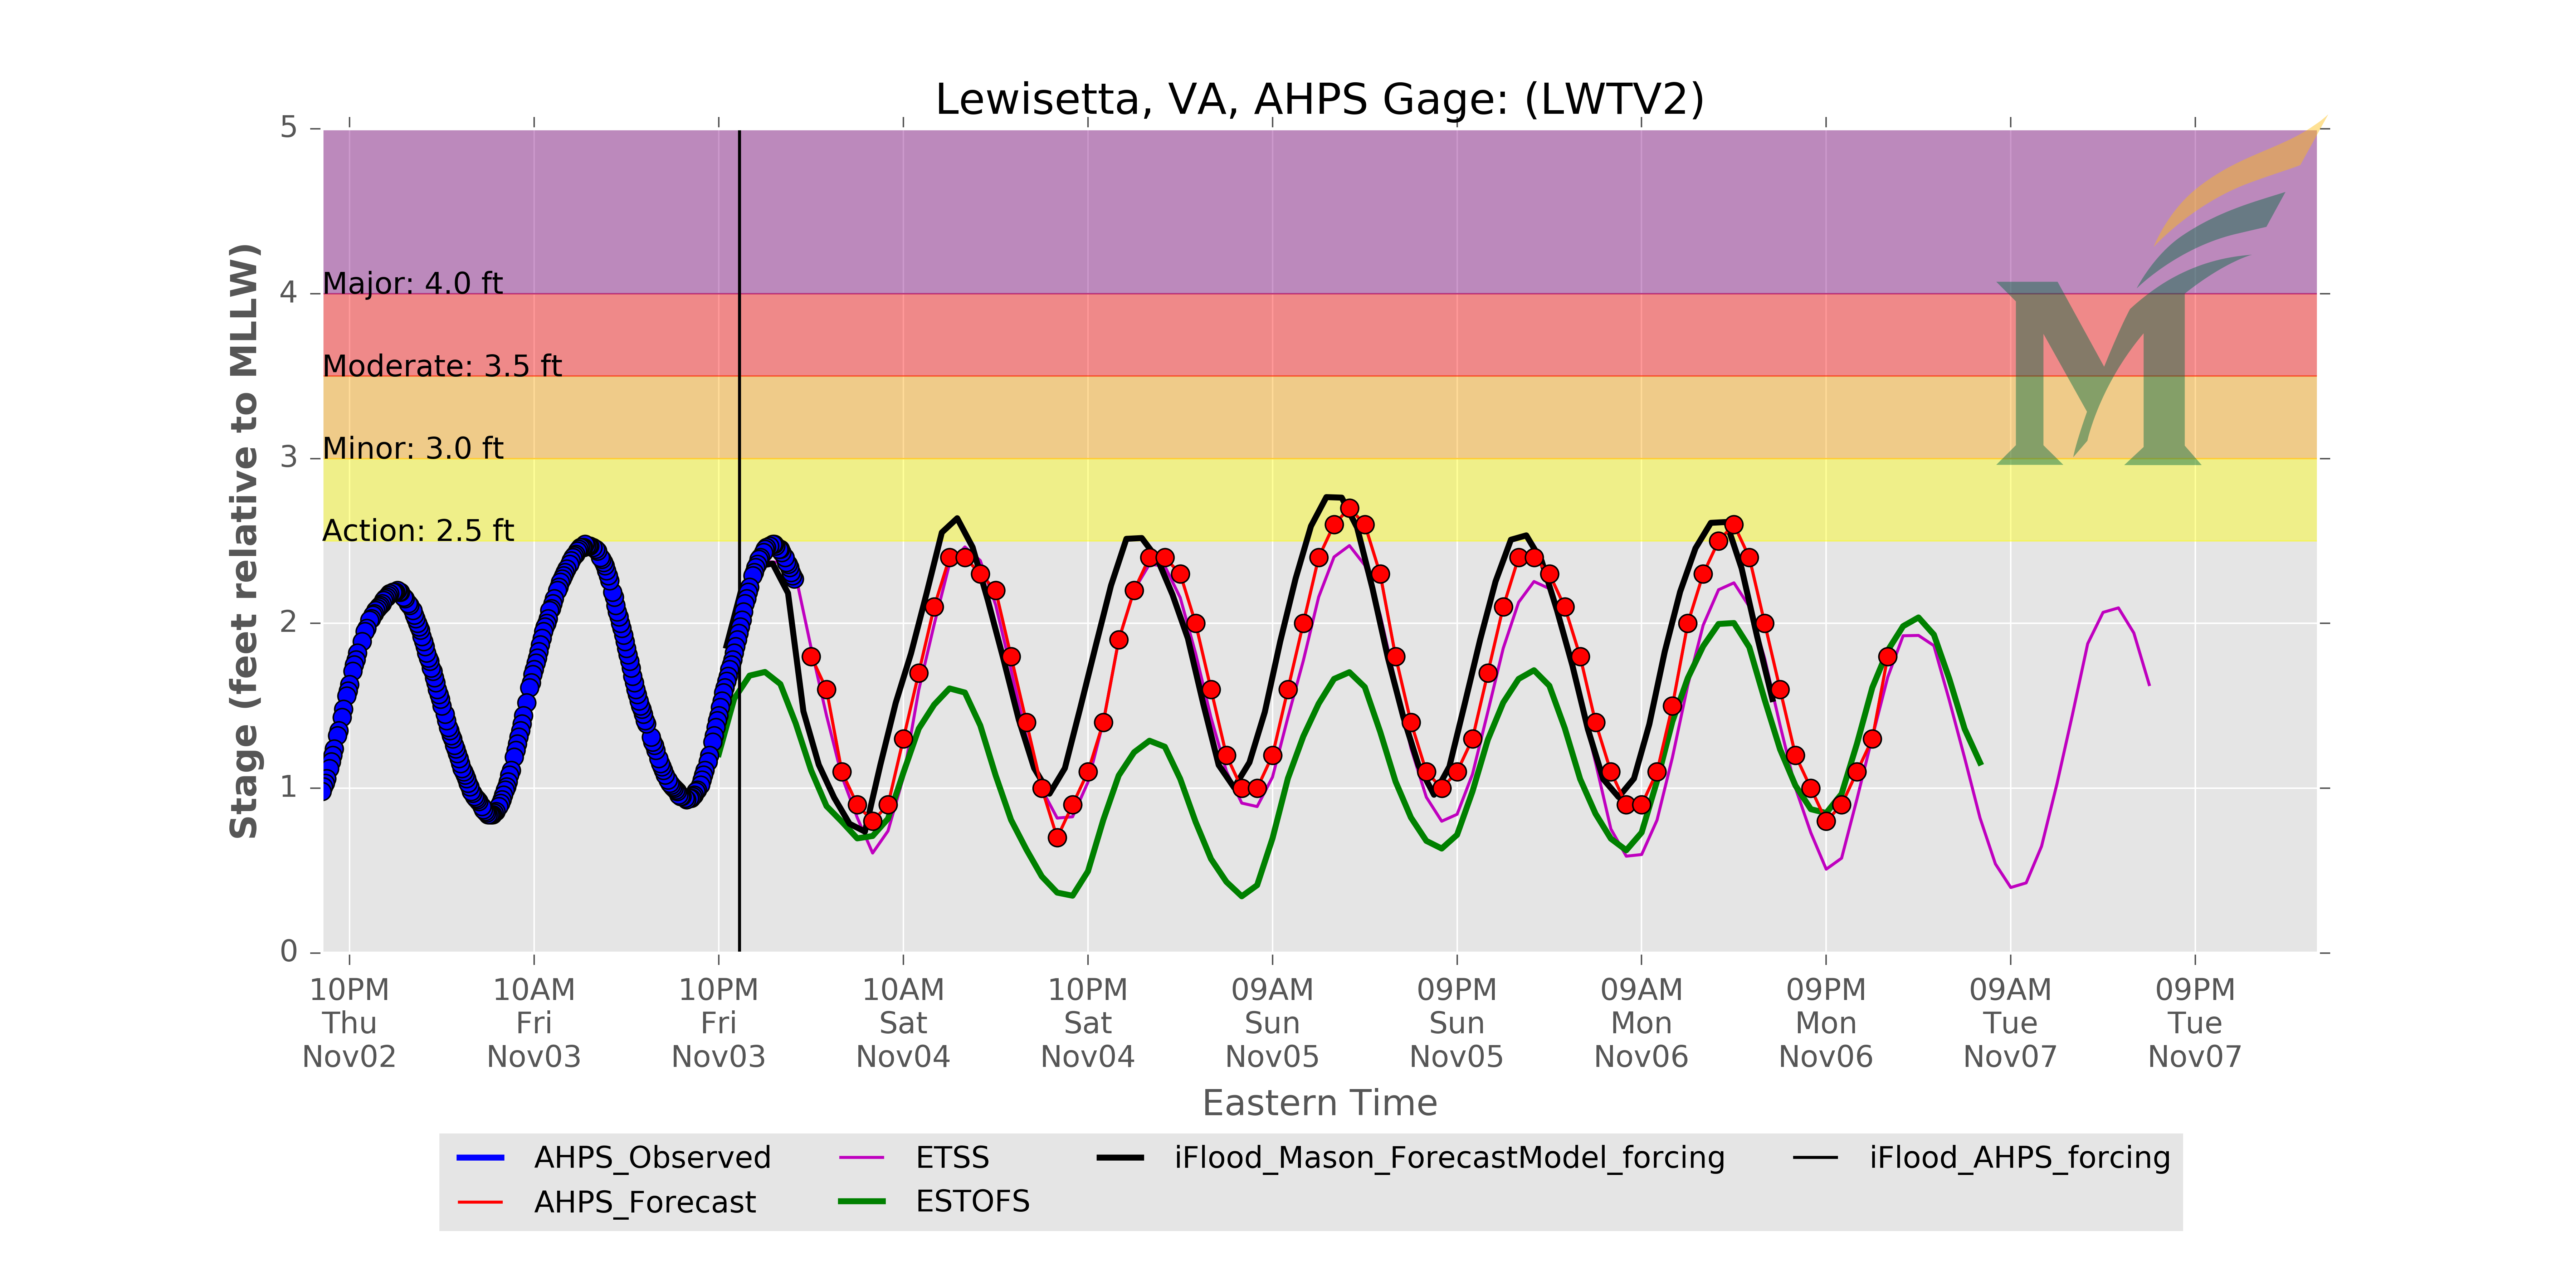 Lewisetta, VA, AHPS Gage: (LWTV2)
Stage (feet relative to MLLW)
5
4
3
2
1
0
Major: 4.0 ft
Moderate: 3.5 ft
Minor: 3.0 ft
Action: 2.5 ft
M
10PM
Thu
Nov02
10AM
Fri
Nov03
10PM
Fri
Nov03
10AM
Sat
Nov04
10PM
Sat
Nov04
09AM
Sun
Nov05
09PM
Sun
Nov05
09AM
Mon
Nov06
09PM
Mon
Nov06
09AM
Tue
Nov07
09PM
Tue
Nov07
Eastern Time
AHPS_Observed
AHPS_Forecast
ETSS
ESTOFS
iFlood_Mason_ForecastModel_forcing
iFlood_AHPS_forcing